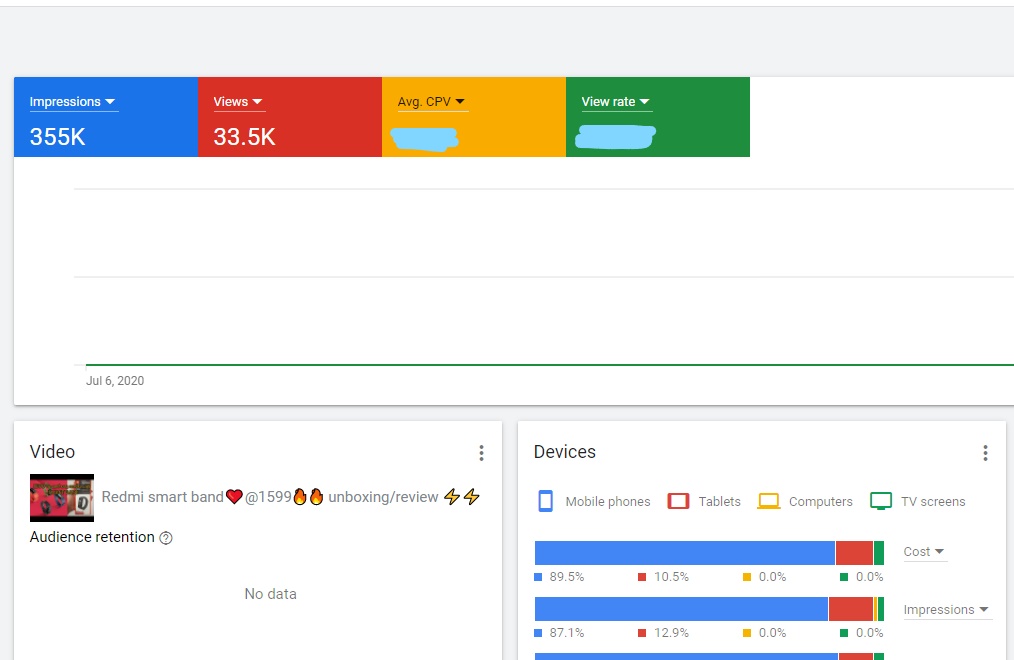 Impressions Views Avg. CPV View rate
355K 33.5K
Jul 6, 2020
Video
Redmi smart band❤️@1599🔥🔥 unboxing/review ⚡⚡
Audience retention
No data
Devices
Mobile phones Tablets Computers TV screens
Cost
89.5% 10.5% 0.0% 0.0%
Impressions
87.1% 12.9% 0.0% 0.0%